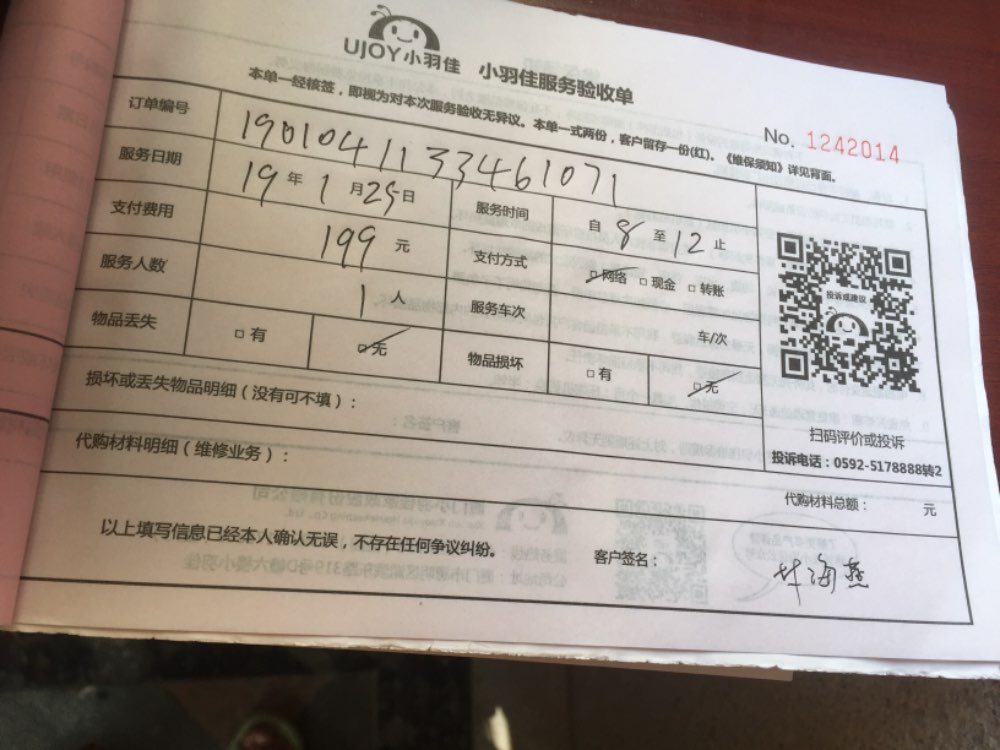 UJOY小羽佳 小羽佳服务验收单
本单一经核签，即视为对本次服务验收无异议。本单一式两份，客户留存一份(红)。《维保须知》详见背面。
No. 1242014
订单编号 1901041133461071
服务日期 19 年 1 月 25 日 服务时间 自 8 至 12 止
支付费用 199 元 支付方式 网络 现金 转账
服务人数 1 人 服务车次 车/次
物品丢失 有 无 物品损坏 有 无
投诉或建议
扫码评价或投诉
投诉电话：0592-5178888转2
损坏或丢失物品明细(没有可不填)：
代购材料明细(维修业务)：
代购材料总额： 元
以上填写信息已经本人确认无误，不存在任何争议纠纷。
客户签名： 林海燕